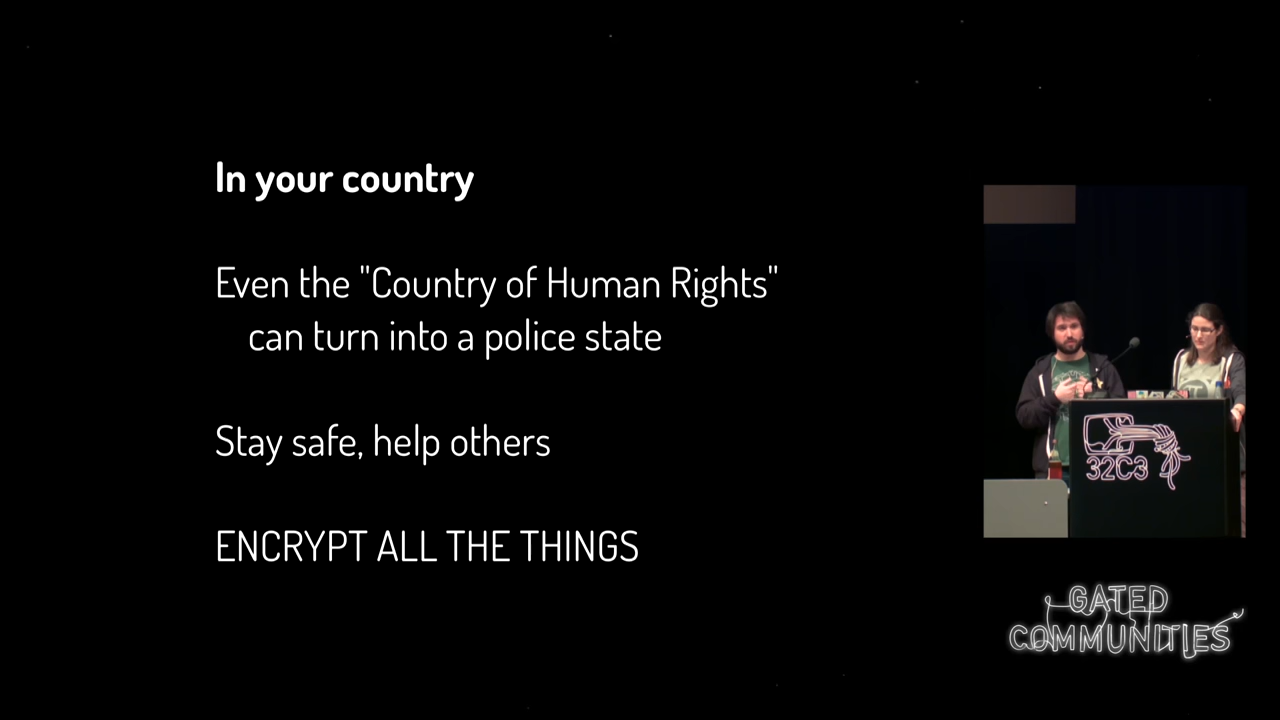 In your country
Even the "Country of Human Rights"
can turn into a police state
Stay safe, help others
ENCRYPT ALL THE THINGS
32C3
GATED
COMMUNITIES